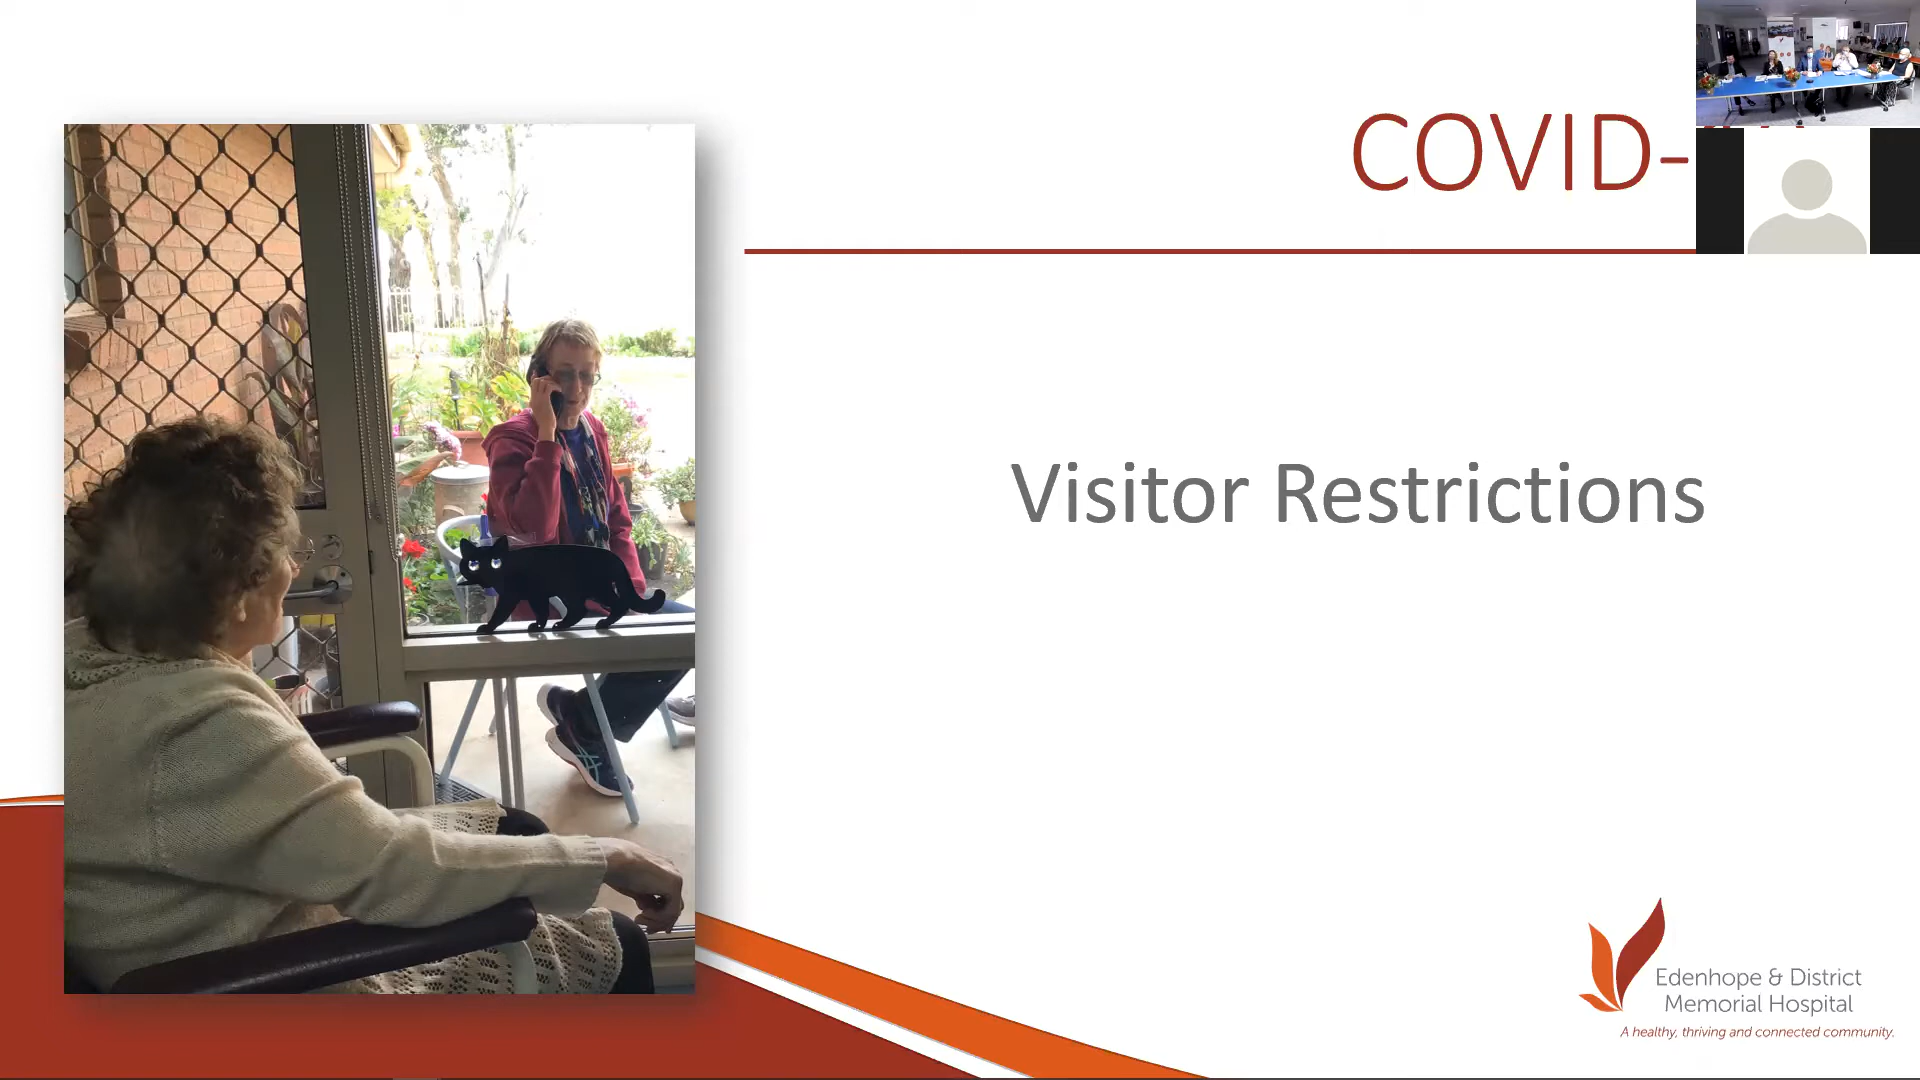 COVID-
Visitor Restrictions
Edenhope & District
Memorial Hospital
A healthy, thriving and connected community.